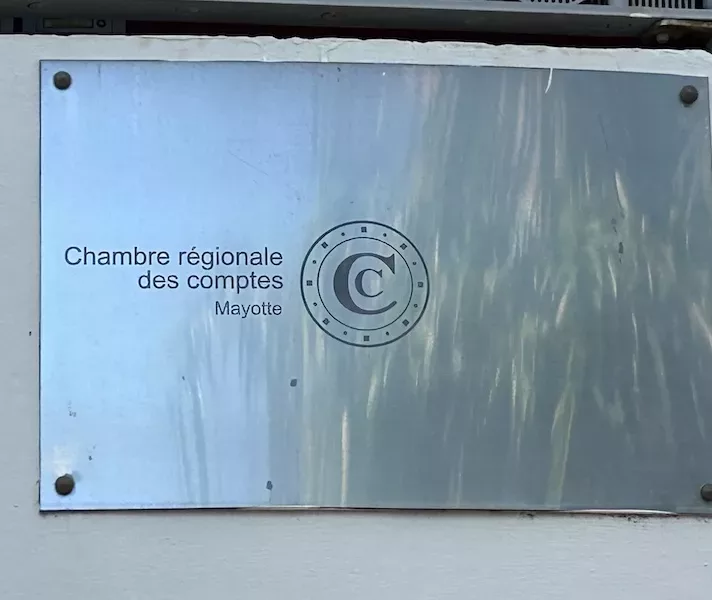 Chambre régionale
des comptes
Mayotte
CC